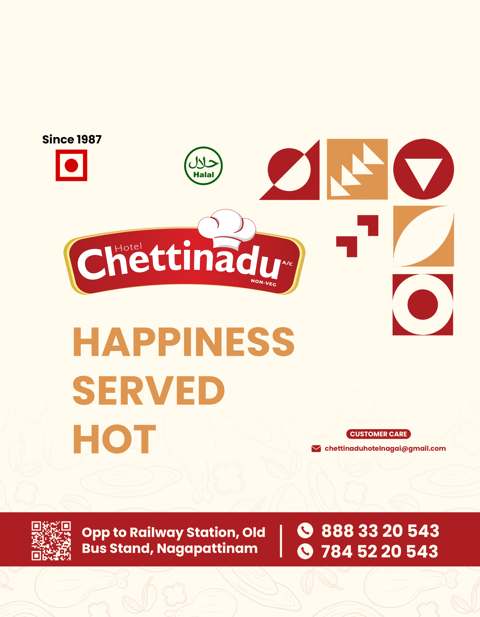 Since 1987
حلال
Halal
Hotel
Chettinadu
A/C
NON-VEG
HAPPINESS
SERVED
HOT
CUSTOMER CARE
chettinaduhotelnagai@gmail.com
Opp to Railway Station, Old
Bus Stand, Nagapattinam
888 33 20 543
784 52 20 543